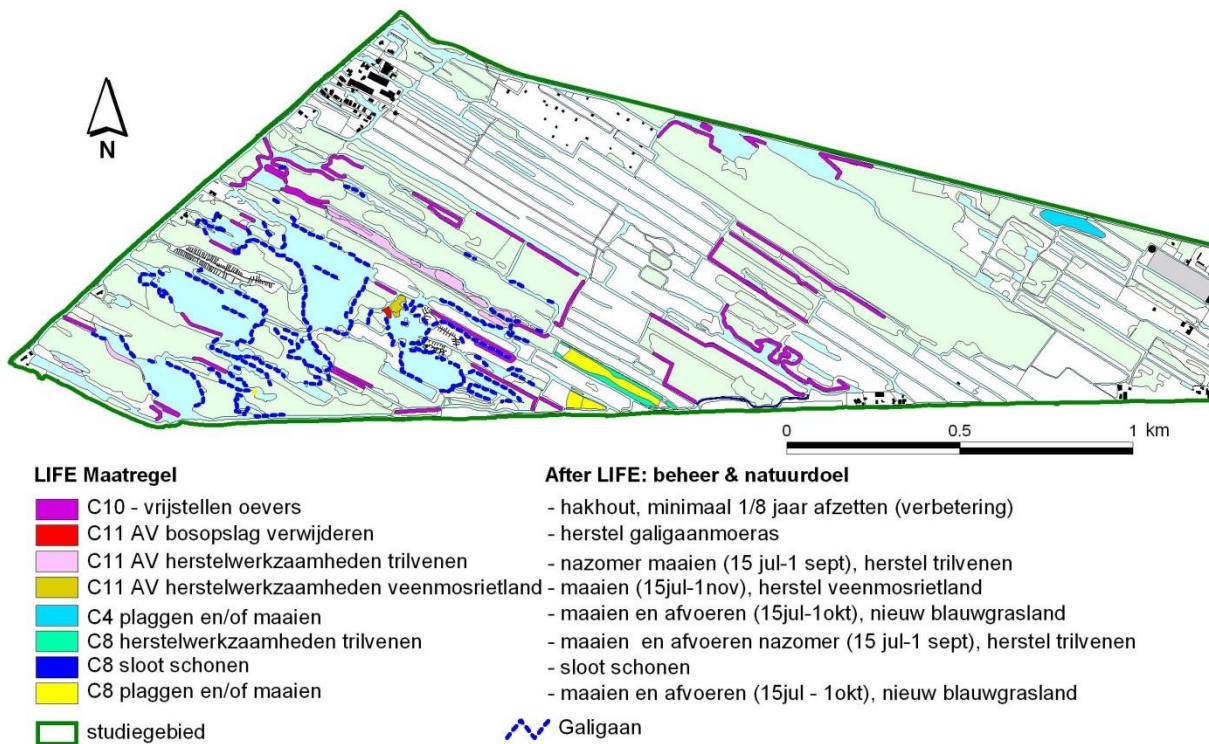 N
0 0.5 1 km
LIFE Maatregel After LIFE: beheer & natuurdoel
C10 - vrijstellen oevers - hakhout, minimaal 1/8 jaar afzetten (verbetering)
C11 AV bosopslag verwijderen - herstel galigaanmoeras
C11 AV herstelwerkzaamheden trilvenen - nazomer maaien (15 jul-1 sept), herstel trilvenen
C11 AV herstelwerkzaamheden veenmosrietland - maaien (15jul-1nov), herstel veenmosrietland
C4 plaggen en/of maaien - maaien en afvoeren (15jul-1okt), nieuw blauwgrasland
C8 herstelwerkzaamheden trilvenen - maaien en afvoeren nazomer (15 jul-1 sept), herstel trilvenen
C8 sloot schonen - sloot schonen
C8 plaggen en/of maaien - maaien en afvoeren (15jul - 1okt), nieuw blauwgrasland
studiegebied Galigaan